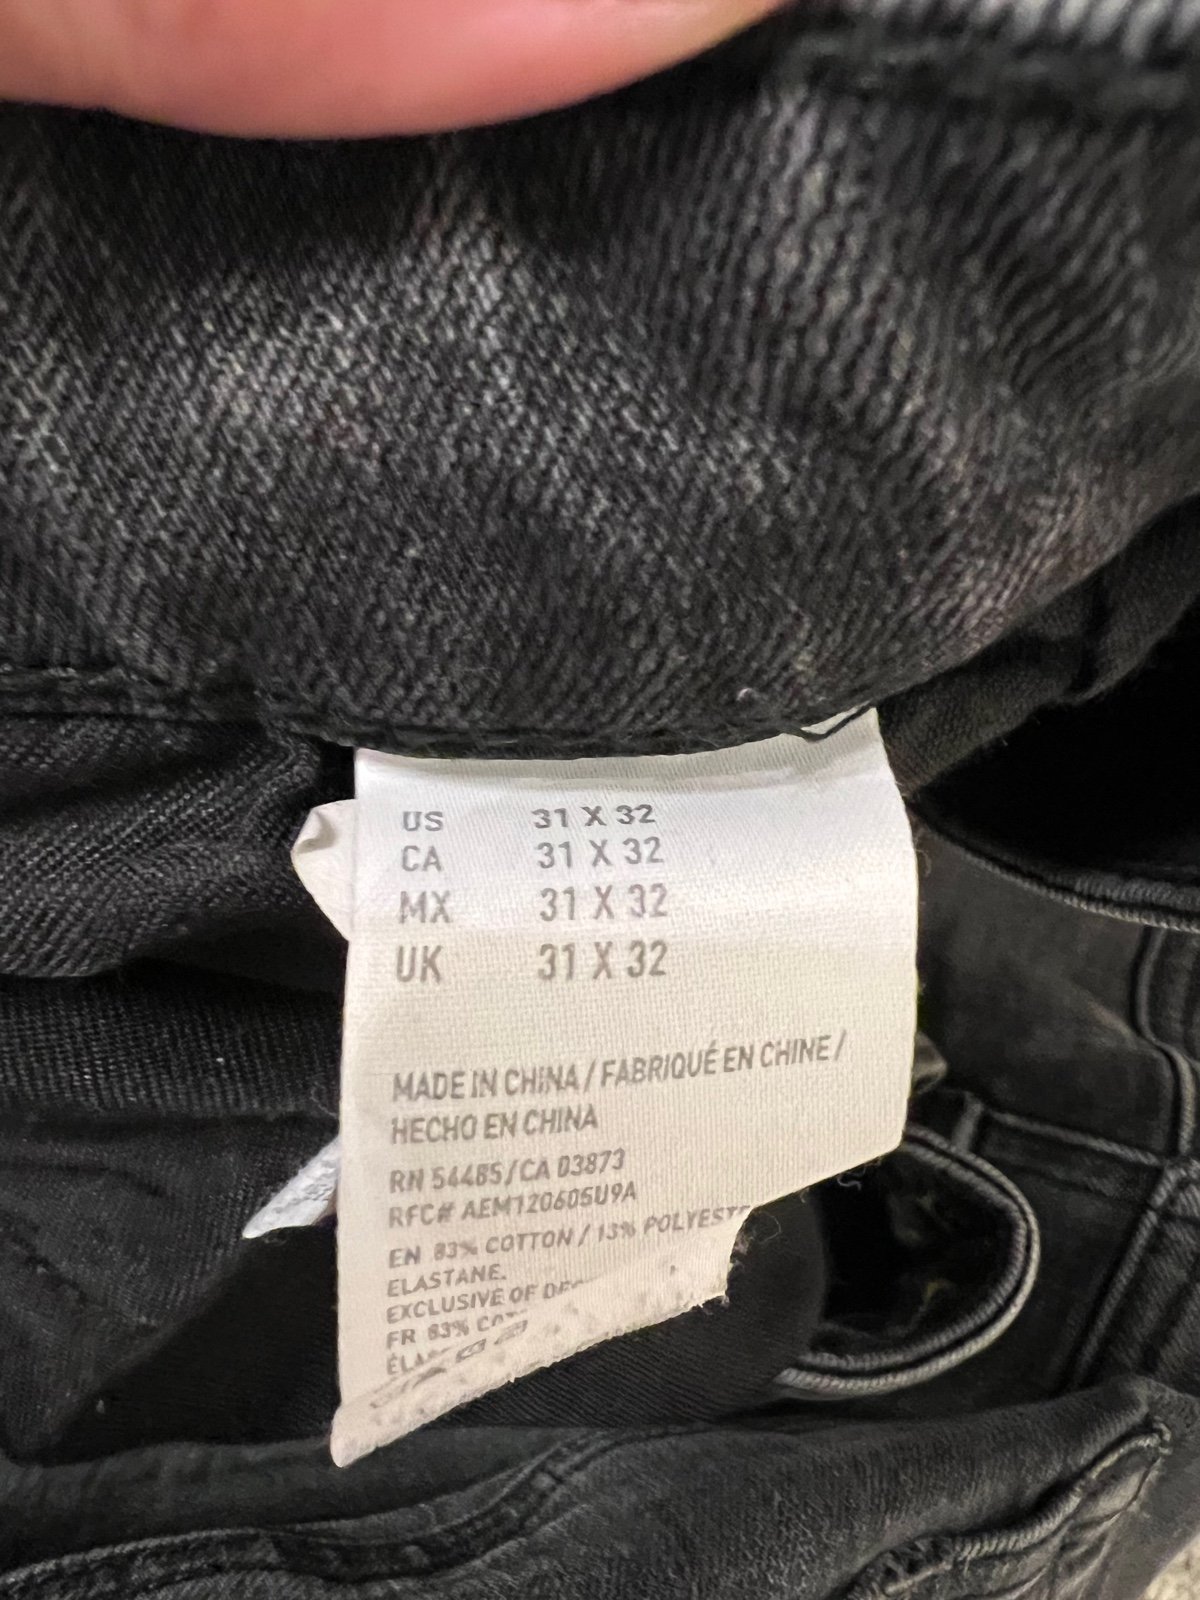 US 31 X 32
CA 31 X 32
MX 31 X 32
UK 31 X 32
MADE IN CHINA / FABRIQUÉ EN CHINE /
HECHO EN CHINA
RN 54485/CA 03873
RFC# AEM120605U9A
EN 83% COTTON / 13% POLYEST
ELASTANE.
EXCLUSIVE OF
FR 83%